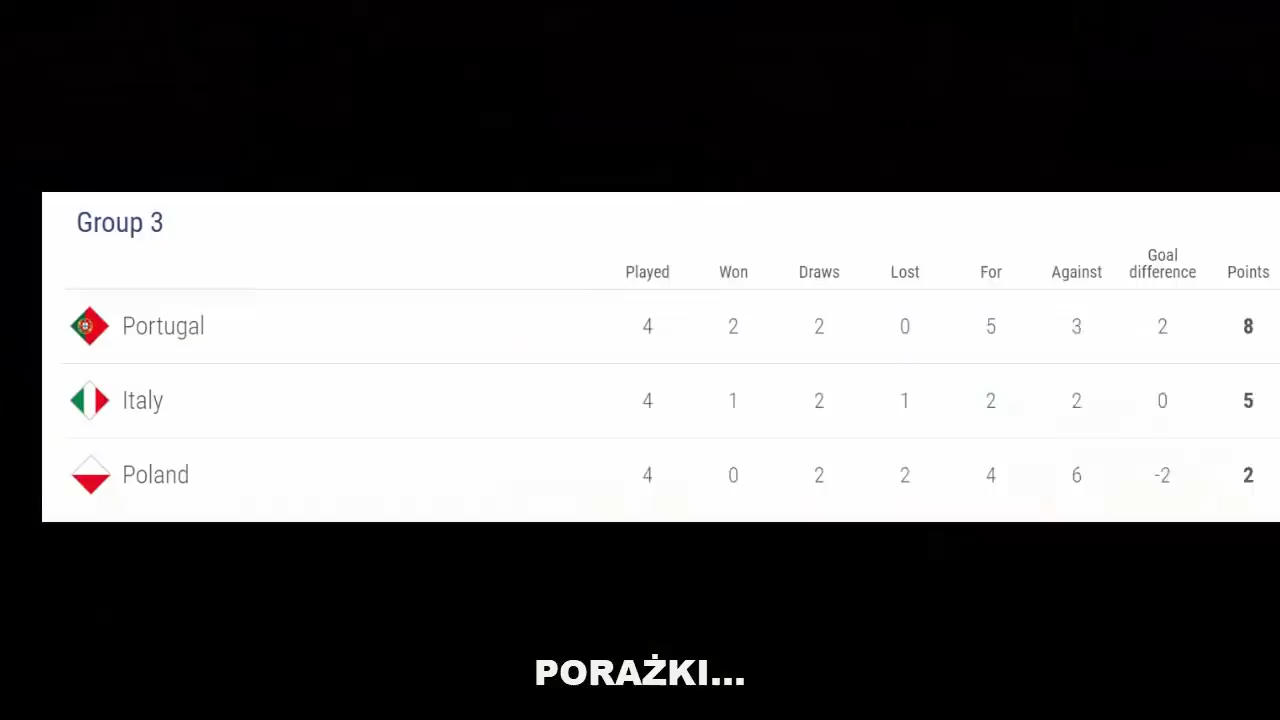 Group 3
Played Won Draws Lost For Against Goal difference Points
Portugal 4 2 2 0 5 3 2 8
Italy 4 1 2 1 2 2 0 5
Poland 4 0 2 2 4 6 -2 2
PORAŻKI...